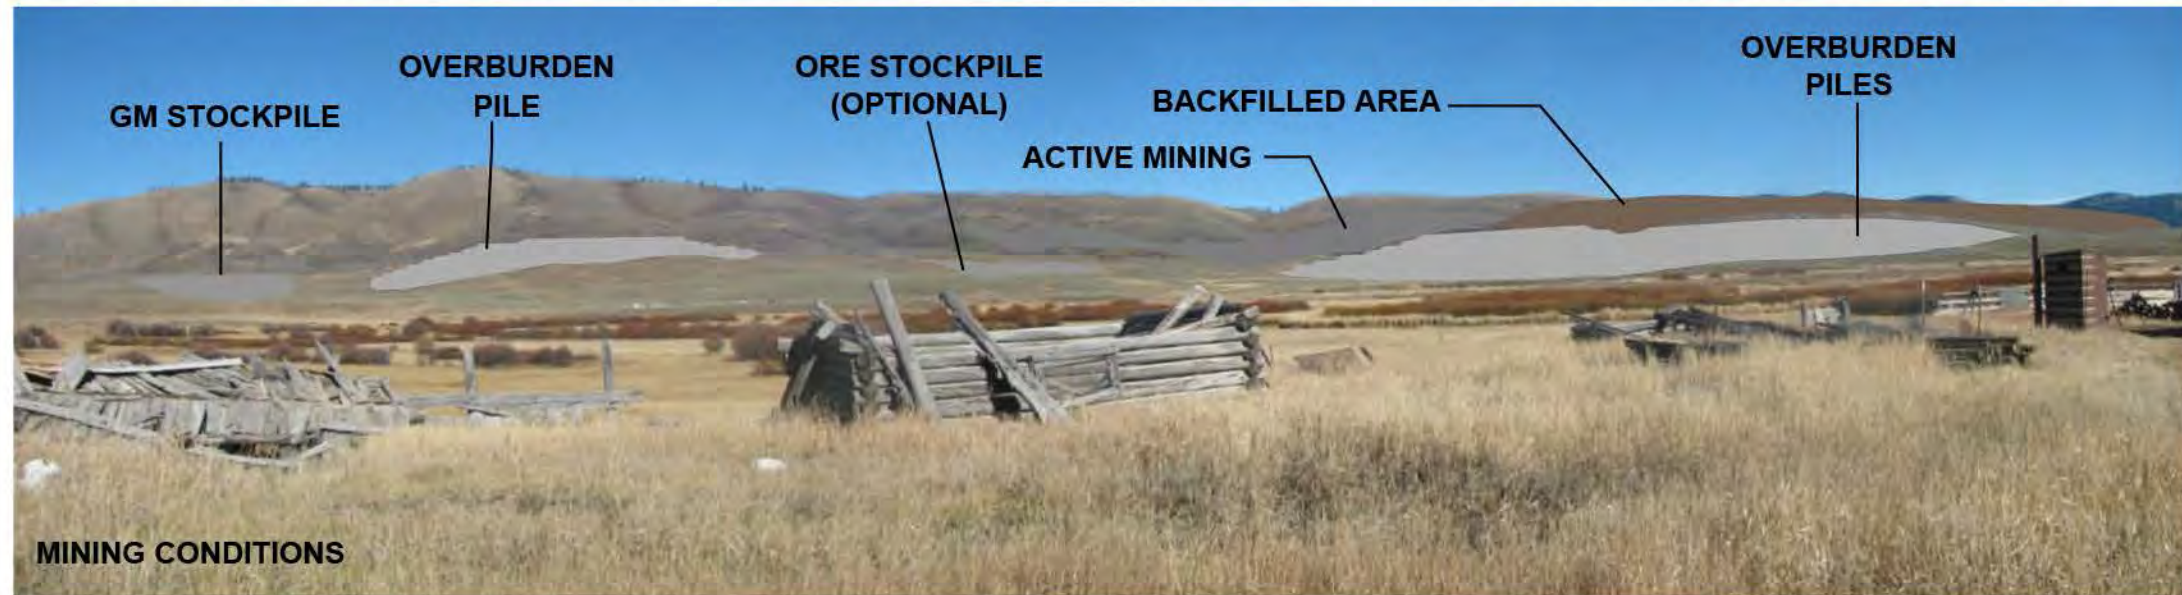 GM STOCKPILE
OVERBURDEN
PILE
ORE STOCKPILE
(OPTIONAL)
ACTIVE MINING
BACKFILLED AREA
OVERBURDEN
PILES
MINING CONDITIONS